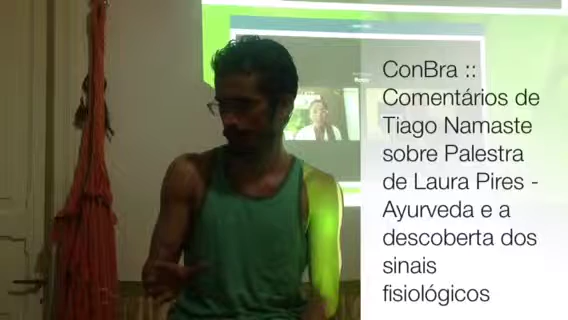 ConBra ::
Comentários de
Tiago Namaste
sobre Palestra
de Laura Pires -
Ayurveda e a
descoberta dos
sinais
fisiológicos